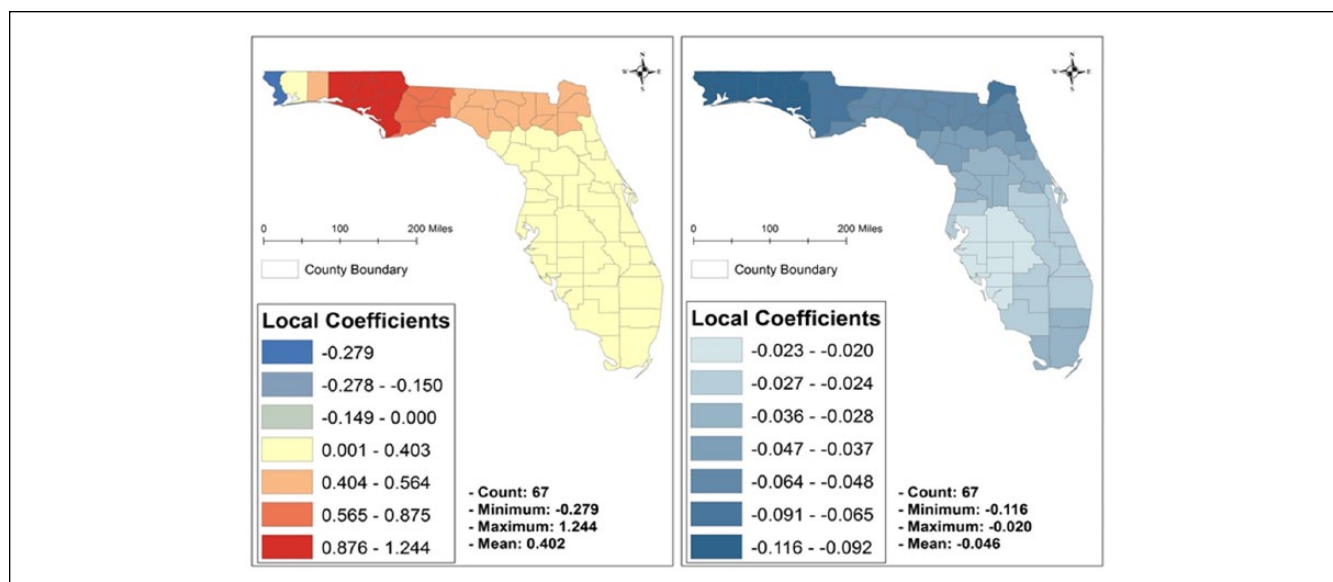 N
W E
S
0 100 200 Miles
County Boundary
Local Coefficients
-0.279
-0.278 - -0.150
-0.149 - 0.000
0.001 - 0.403
0.404 - 0.564
0.565 - 0.875
0.876 - 1.244
- Count: 67
- Minimum: -0.279
- Maximum: 1.244
- Mean: 0.402
N
W E
S
0 100 200 Miles
County Boundary
Local Coefficients
-0.023 - -0.020
-0.027 - -0.024
-0.036 - -0.028
-0.047 - -0.037
-0.064 - -0.048
-0.091 - -0.065
-0.116 - -0.092
- Count: 67
- Minimum: -0.116
- Maximum: -0.020
- Mean: -0.046